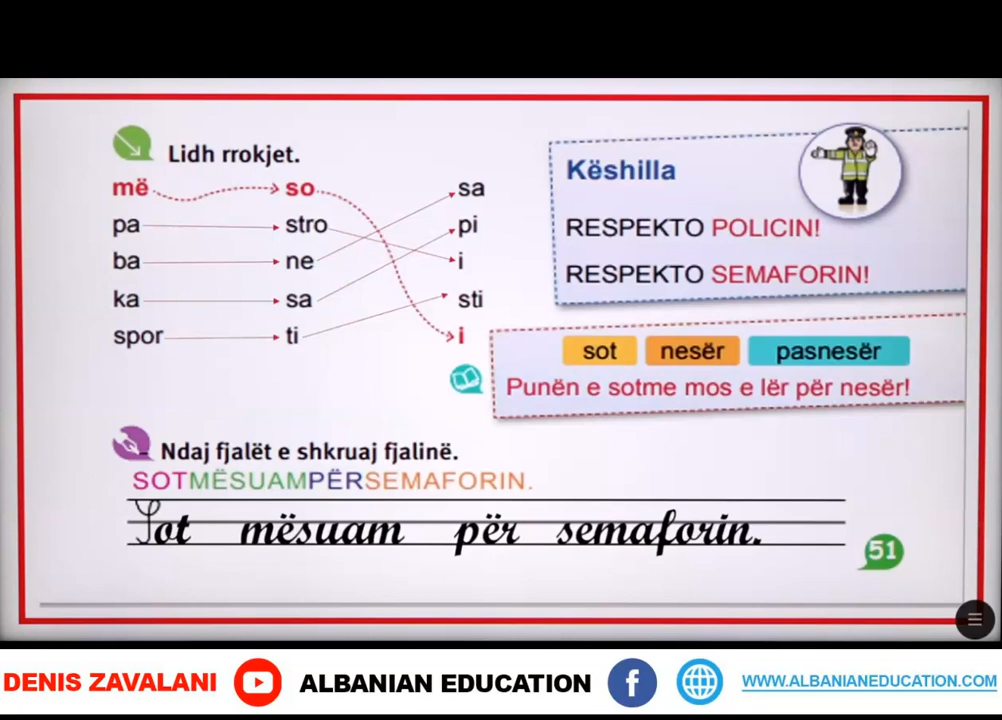 Lidh rrokjet.
më so
pa stro sa
ba ne pi
ka sa i
spor ti sti
i
Këshilla
RESPEKTO POLICIN!
RESPEKTO SEMAFORIN!
sot nesër pasnesër
Punën e sotme mos e lër për nesër!
Ndaj fjalët e shkruaj fjalinë.
SOTMËSUAMPËRSEMAFORIN.
Sot mësuam për semaforin.
51
DENIS ZAVALANI ALBANIAN EDUCATION WWW.ALBANIANEDUCATION.COM